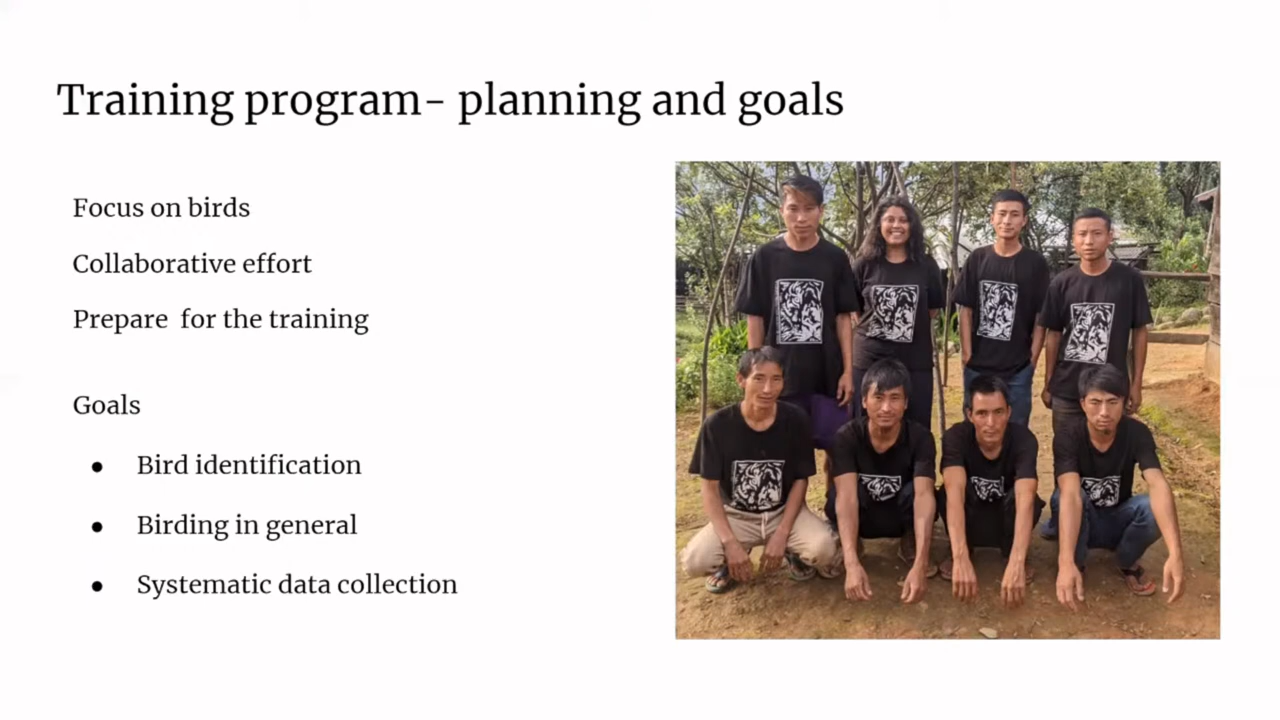 Training program- planning and goals
Focus on birds
Collaborative effort
Prepare for the training
Goals
● Bird identification
● Birding in general
● Systematic data collection